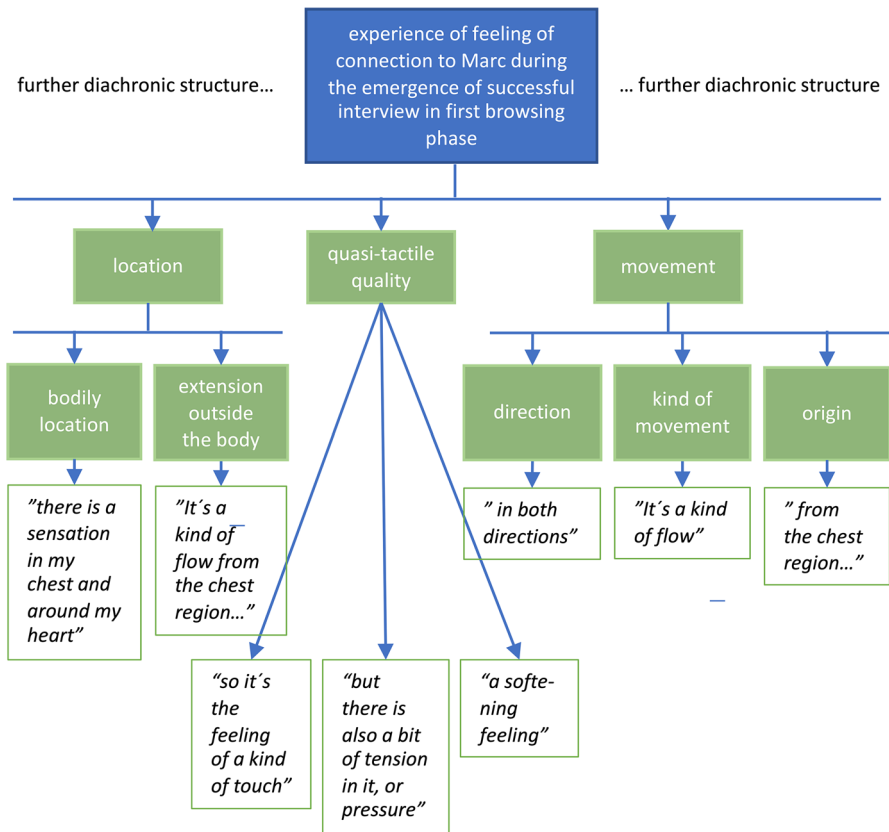 experience of feeling of
connection to Marc during
the emergence of successful
interview in first browsing
phase
further diachronic structure…
… further diachronic structure
location
quasi-tactile
quality
movement
bodily
location
extension
outside
the body
direction
kind of
movement
origin
”there is a
sensation
in my
chest and
around my
heart”
”It´s a
kind of
flow from
the chest
region…”
” in both
directions”
”It´s a kind
of flow”
” from
the chest
region…”
“so it´s
the
feeling
of a kind
of touch”
“but
there is
also a bit
of tension
in it, or
pressure”
“a softe-
ning
feeling”